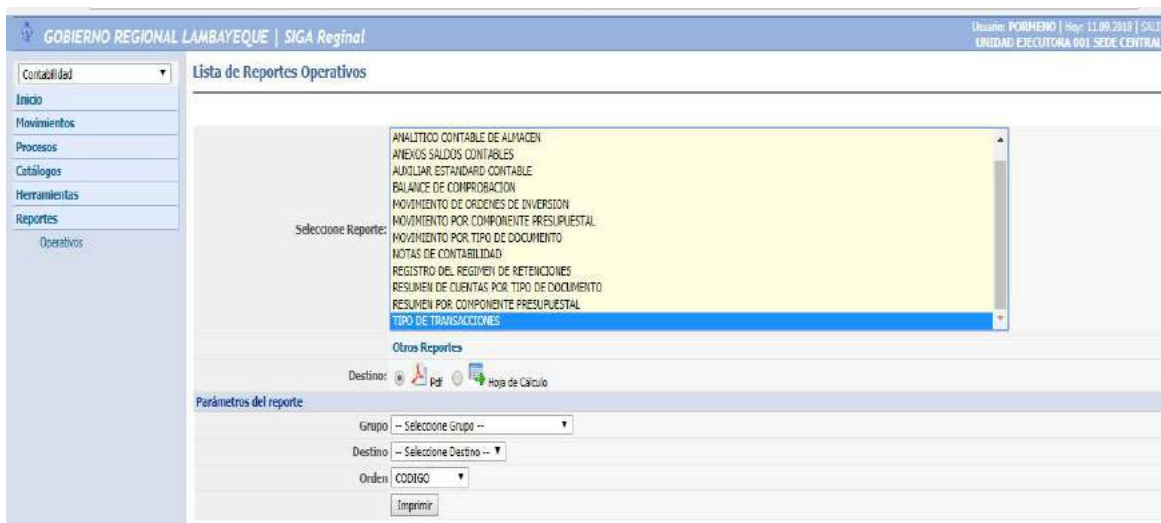 GOBIERNO REGIONAL LAMBAYEQUE | SIGA Reginal
Usuario: PORMENO | Hoy: 11.09.2018 |
UNIDAD EJECUTORA 001 SEDE CENTRAL
Contabilidad
Inicio
Movimientos
Procesos
Catálogos
Herramientas
Reportes
Operativos
Lista de Reportes Operativos
Seleccione Reporte:
ANALITICO CONTABLE DE ALMACEN
ANEXOS SALDOS CONTABLES
AUXILIAR ESTANDARD CONTABLE
BALANCE DE COMPROBACION
MOVIMIENTO DE ORDENES DE INVERSION
MOVIMIENTO POR COMPONENTE PRESUPUESTAL
MOVIMIENTO POR TIPO DE DOCUMENTO
NOTAS DE CONTABILIDAD
REGISTRO DEL REGIMEN DE RETENCIONES
RESUMEN DE CUENTAS POR TIPO DE DOCUMENTO
RESUMEN POR COMPONENTE PRESUPUESTAL
TIPO DE TRANSACCIONES
Otros Reportes
Destino: Pdf Hoja de Cálculo
Parámetros del reporte
Grupo -- Seleccione Grupo --
Destino -- Seleccione Destino --
Orden CODIGO
Imprimir